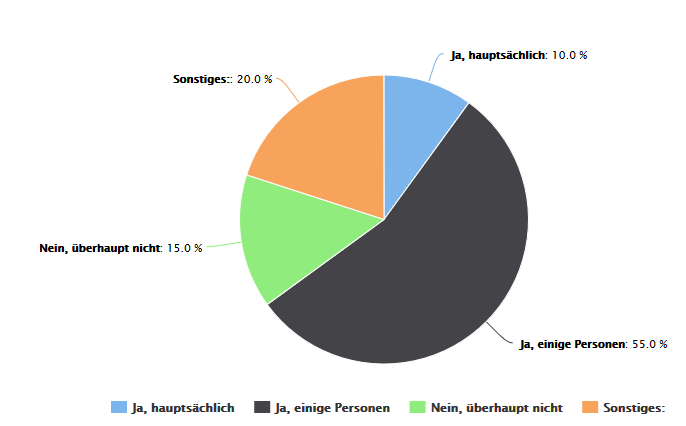 Ja, hauptsächlich: 10.0 %
Sonstiges:: 20.0 %
Nein, überhaupt nicht: 15.0 %
Ja, einige Personen: 55.0 %
Ja, hauptsächlich Ja, einige Personen Nein, überhaupt nicht Sonstiges: